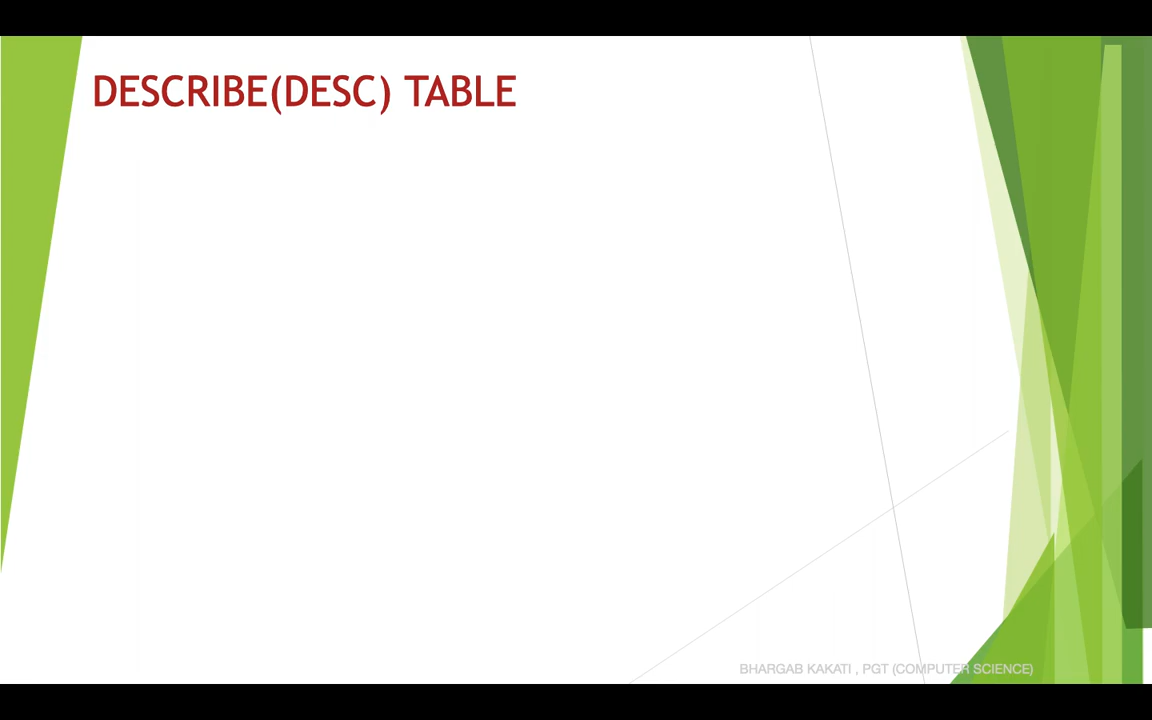 DESCRIBE(DESC) TABLE
BHARGAB KAKATI , PGT (COMPUTER SCIENCE)